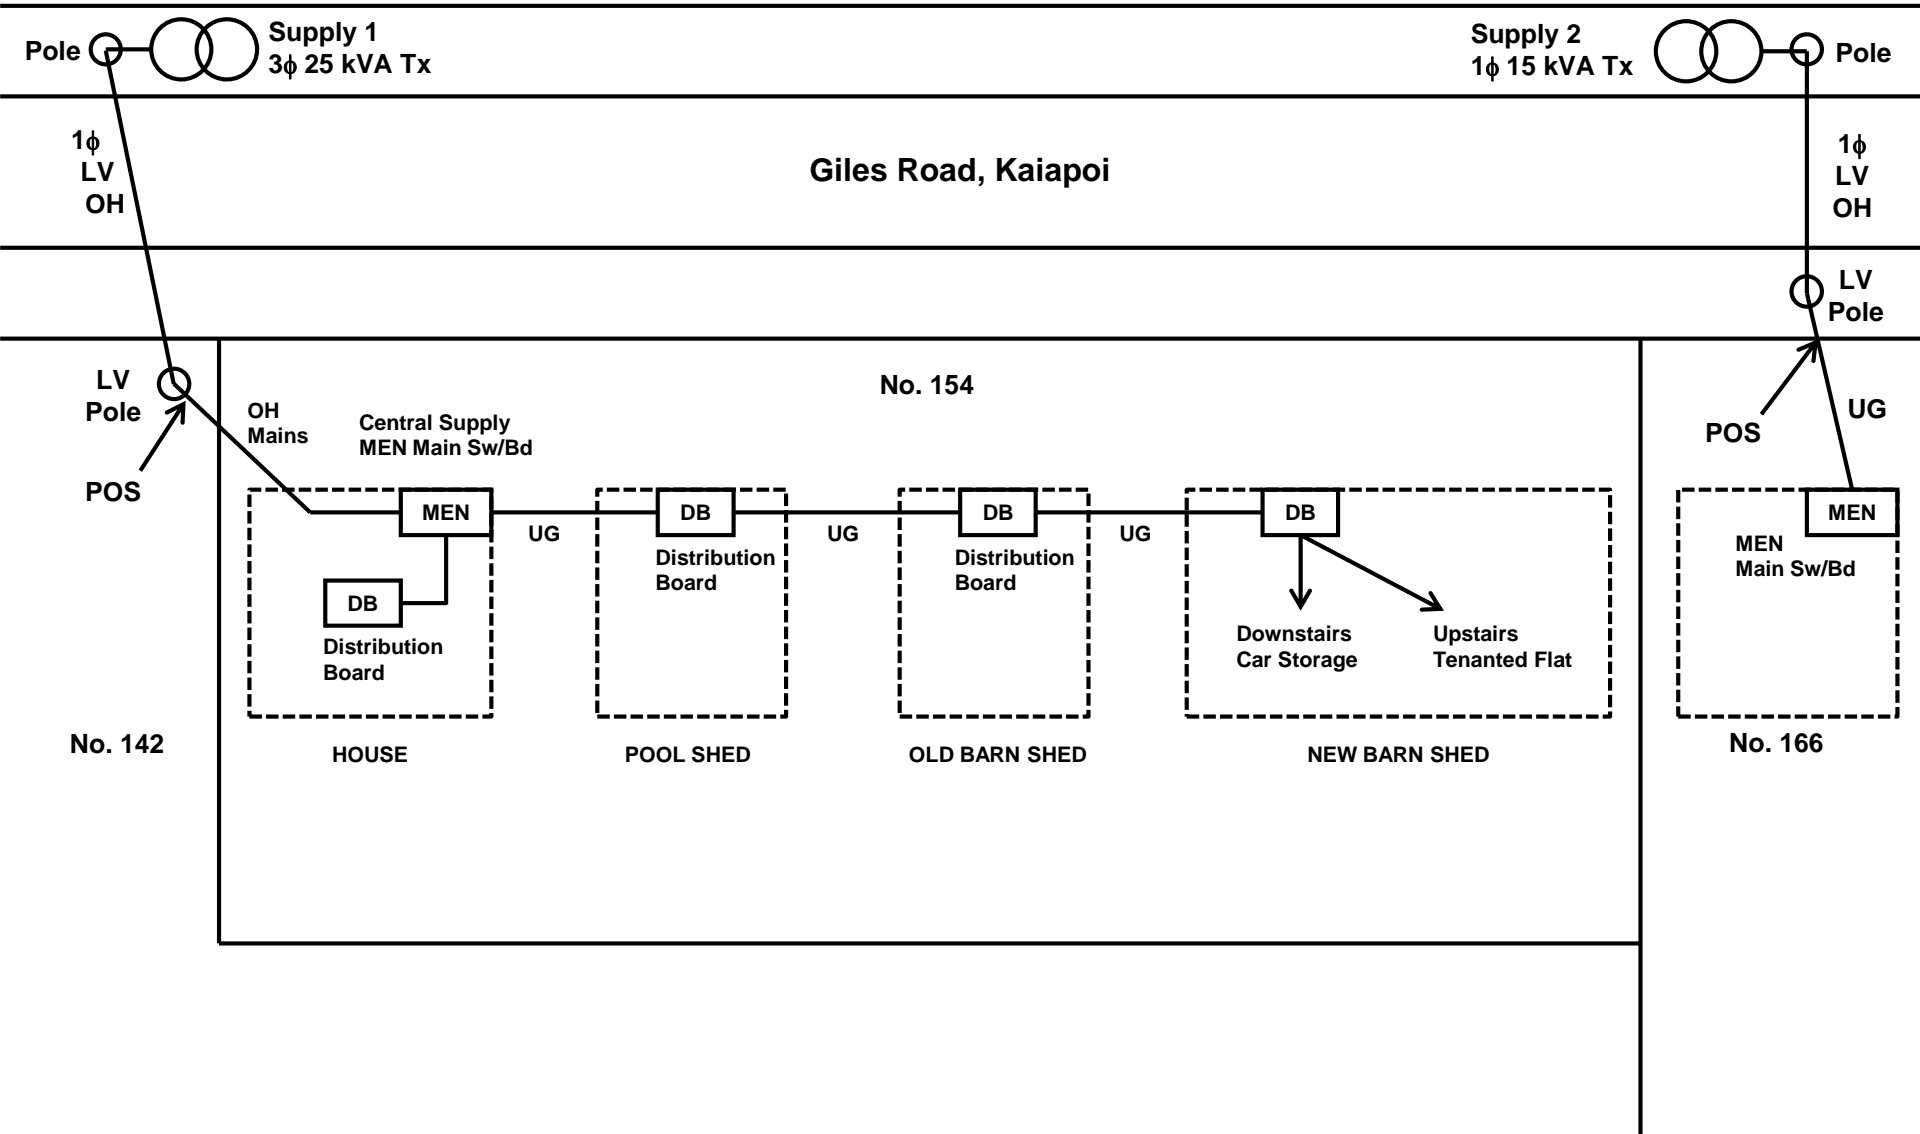 Pole
Supply 1
3ϕ 25 kVA Tx
Supply 2
1ϕ 15 kVA Tx
Pole
1ϕ
LV
OH
Giles Road, Kaiapoi
1ϕ
LV
OH
LV
Pole
LV
Pole
POS
OH
Mains
Central Supply
MEN Main Sw/Bd
No. 154
POS
UG
MEN
UG
DB
UG
DB
UG
DB
MEN
DB
Distribution
Board
Distribution
Board
Distribution
Board
Downstairs
Car Storage
Upstairs
Tenanted Flat
MEN
Main Sw/Bd
No. 142
HOUSE
POOL SHED
OLD BARN SHED
NEW BARN SHED
No. 166